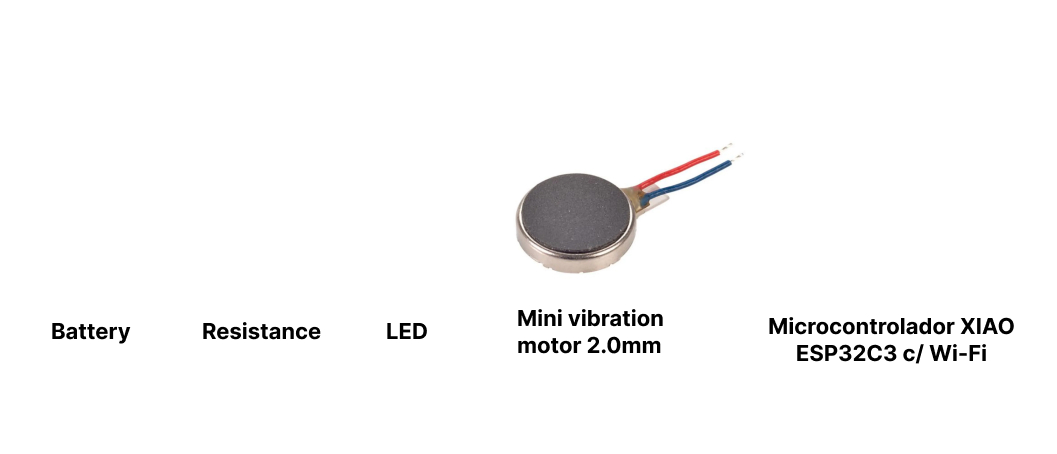 Battery
Resistance
LED
Mini vibration
motor 2.0mm
Microcontrolador XIAO
ESP32C3 c/ Wi-Fi